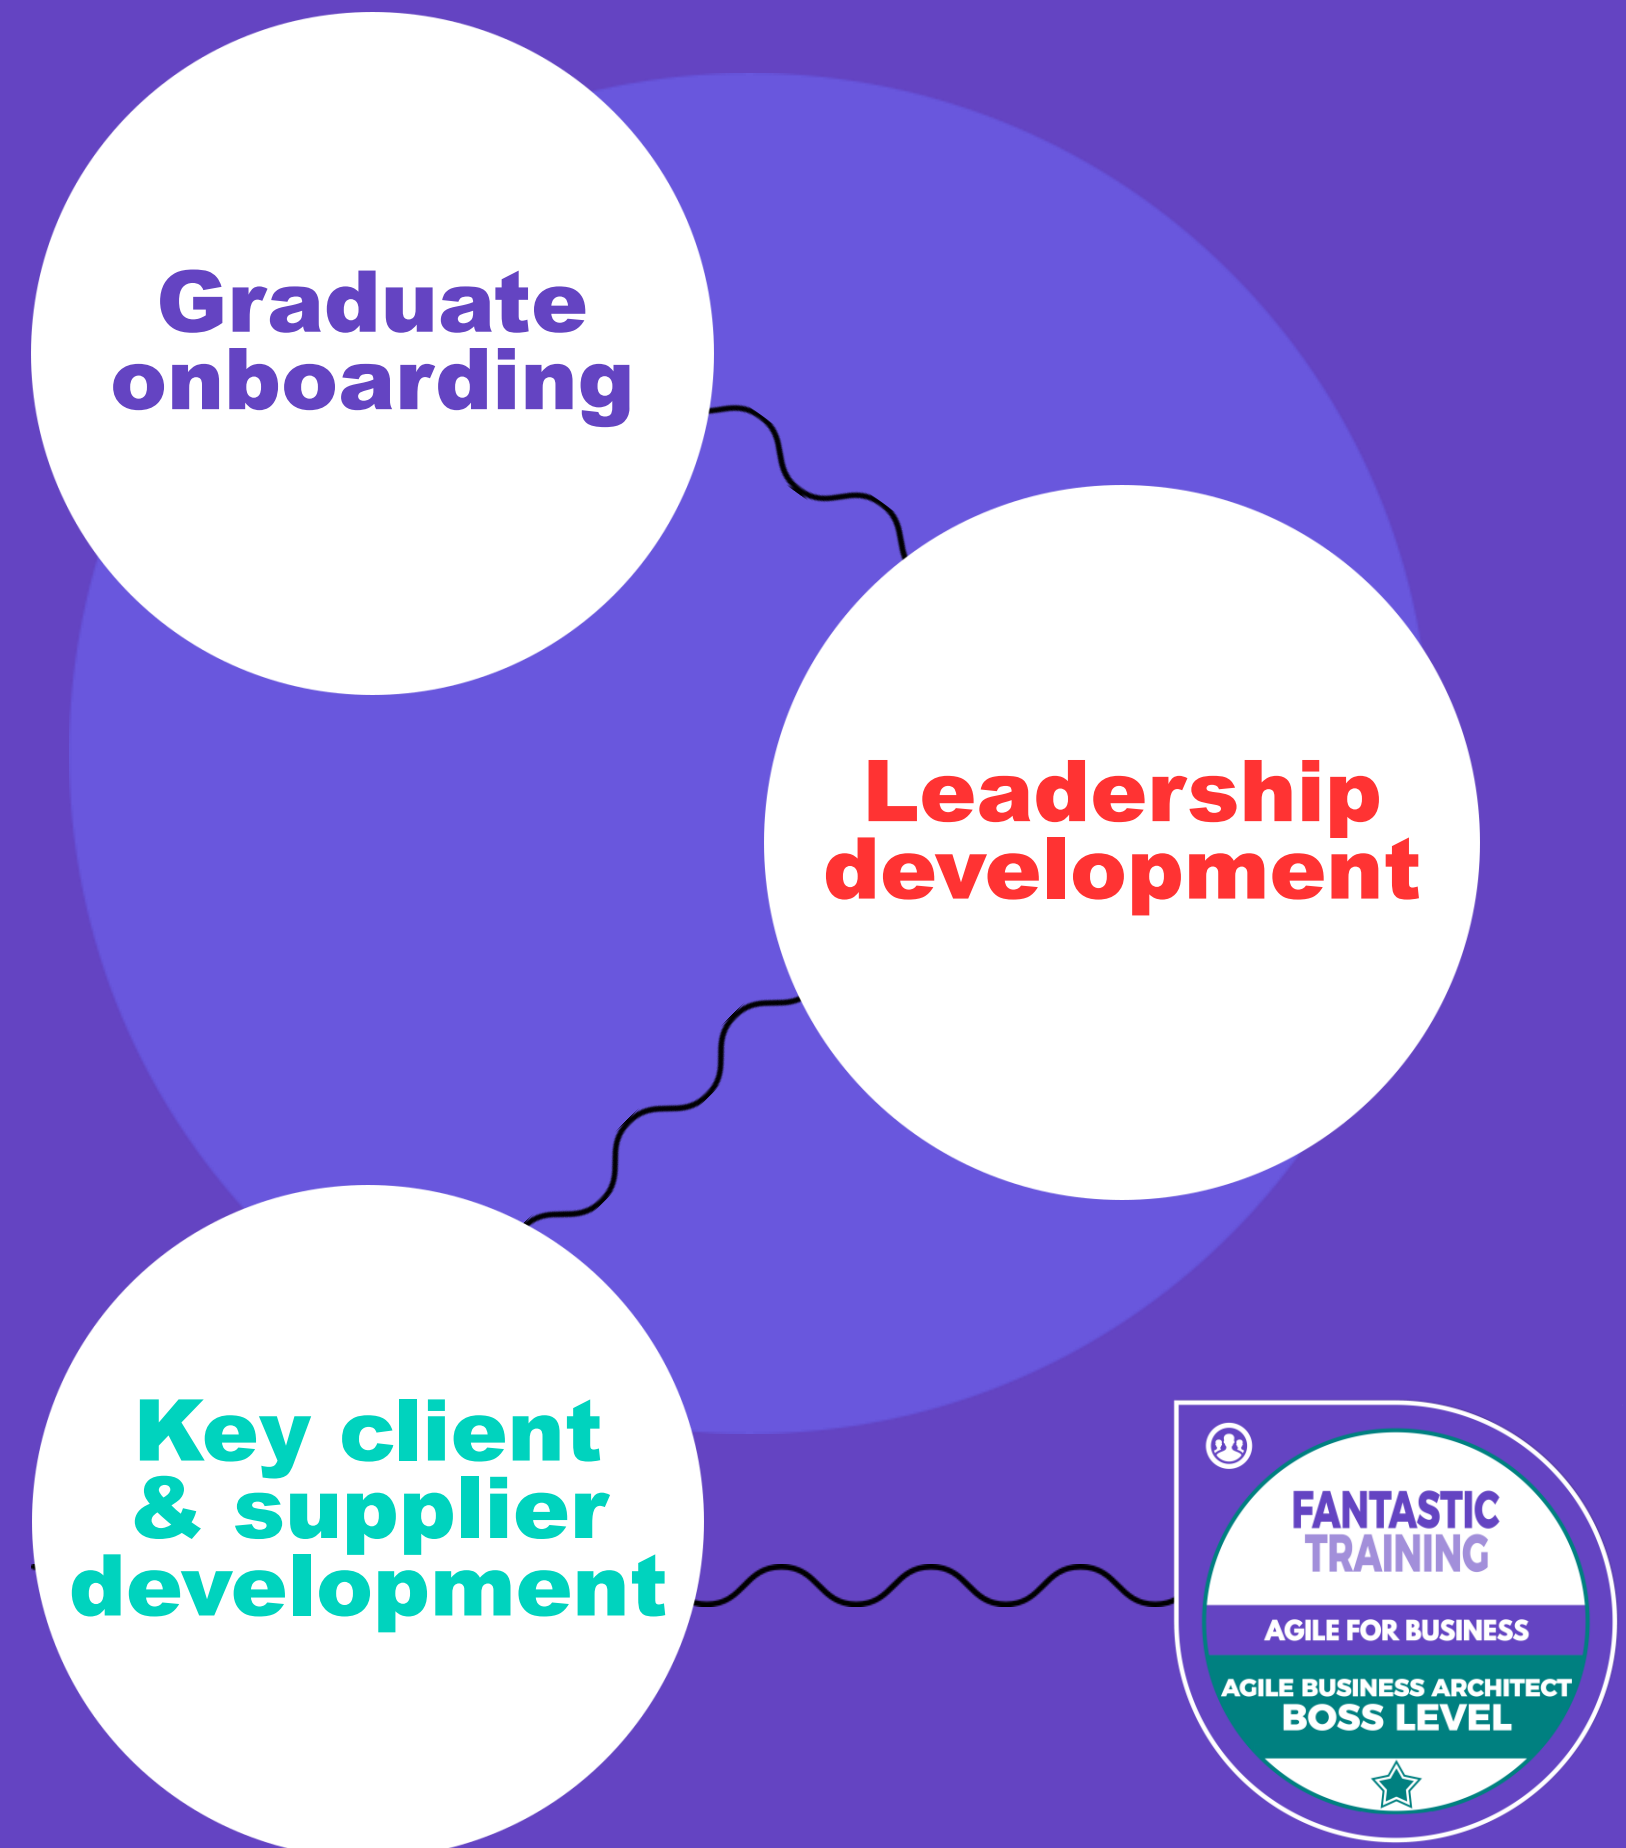 Graduate
onboarding
Leadership
development
Key client
& supplier
development
FANTASTIC
TRAINING
AGILE FOR BUSINESS
AGILE BUSINESS ARCHITECT
BOSS LEVEL